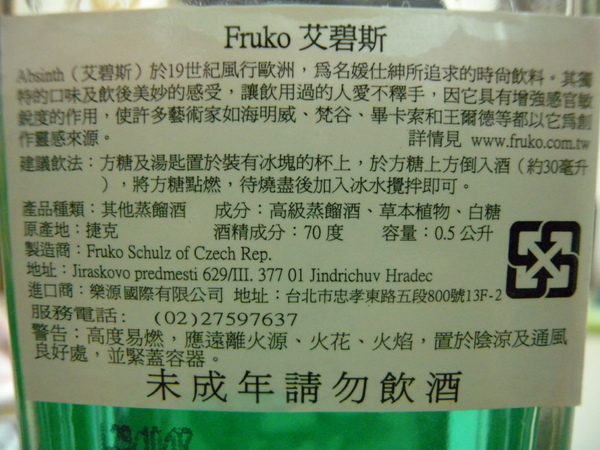 Fruko 艾碧斯
Absinth（艾碧斯）於19世紀風行歐洲，爲名媛仕紳所追求的時尚飲料。其獨
特的口味及飲後美妙的感受，讓飲用過的人愛不釋手，因它具有增強感官敏
銳度的作用，使許多藝術家如海明威、梵谷、畢卡索和王爾德等都以它爲創
作靈感來源。 詳情見 www.fruko.com.tw
建議飲法：方糖及湯匙置於裝有冰塊的杯上，於方糖上方倒入酒（約30毫升
），將方糖點燃，待燒盡後加入冰水攪拌即可。
產品種類：其他蒸餾酒 成分：高級蒸餾酒、草本植物、白糖
原產地：捷克 酒精成分：70度 容量：0.5公升
製造商：Fruko Schulz of Czech Rep.
地址：Jiraskovo predmesti 629/III. 377 01 Jindrichuv Hradec
進口商：樂源國際有限公司 地址：台北市忠孝東路五段800號13F-2
服務電話：(02)27597637
警告：高度易燃，應遠離火源、火花、火焰，置於陰涼及通風
良好處，並緊蓋容器。
未成年請勿飲酒